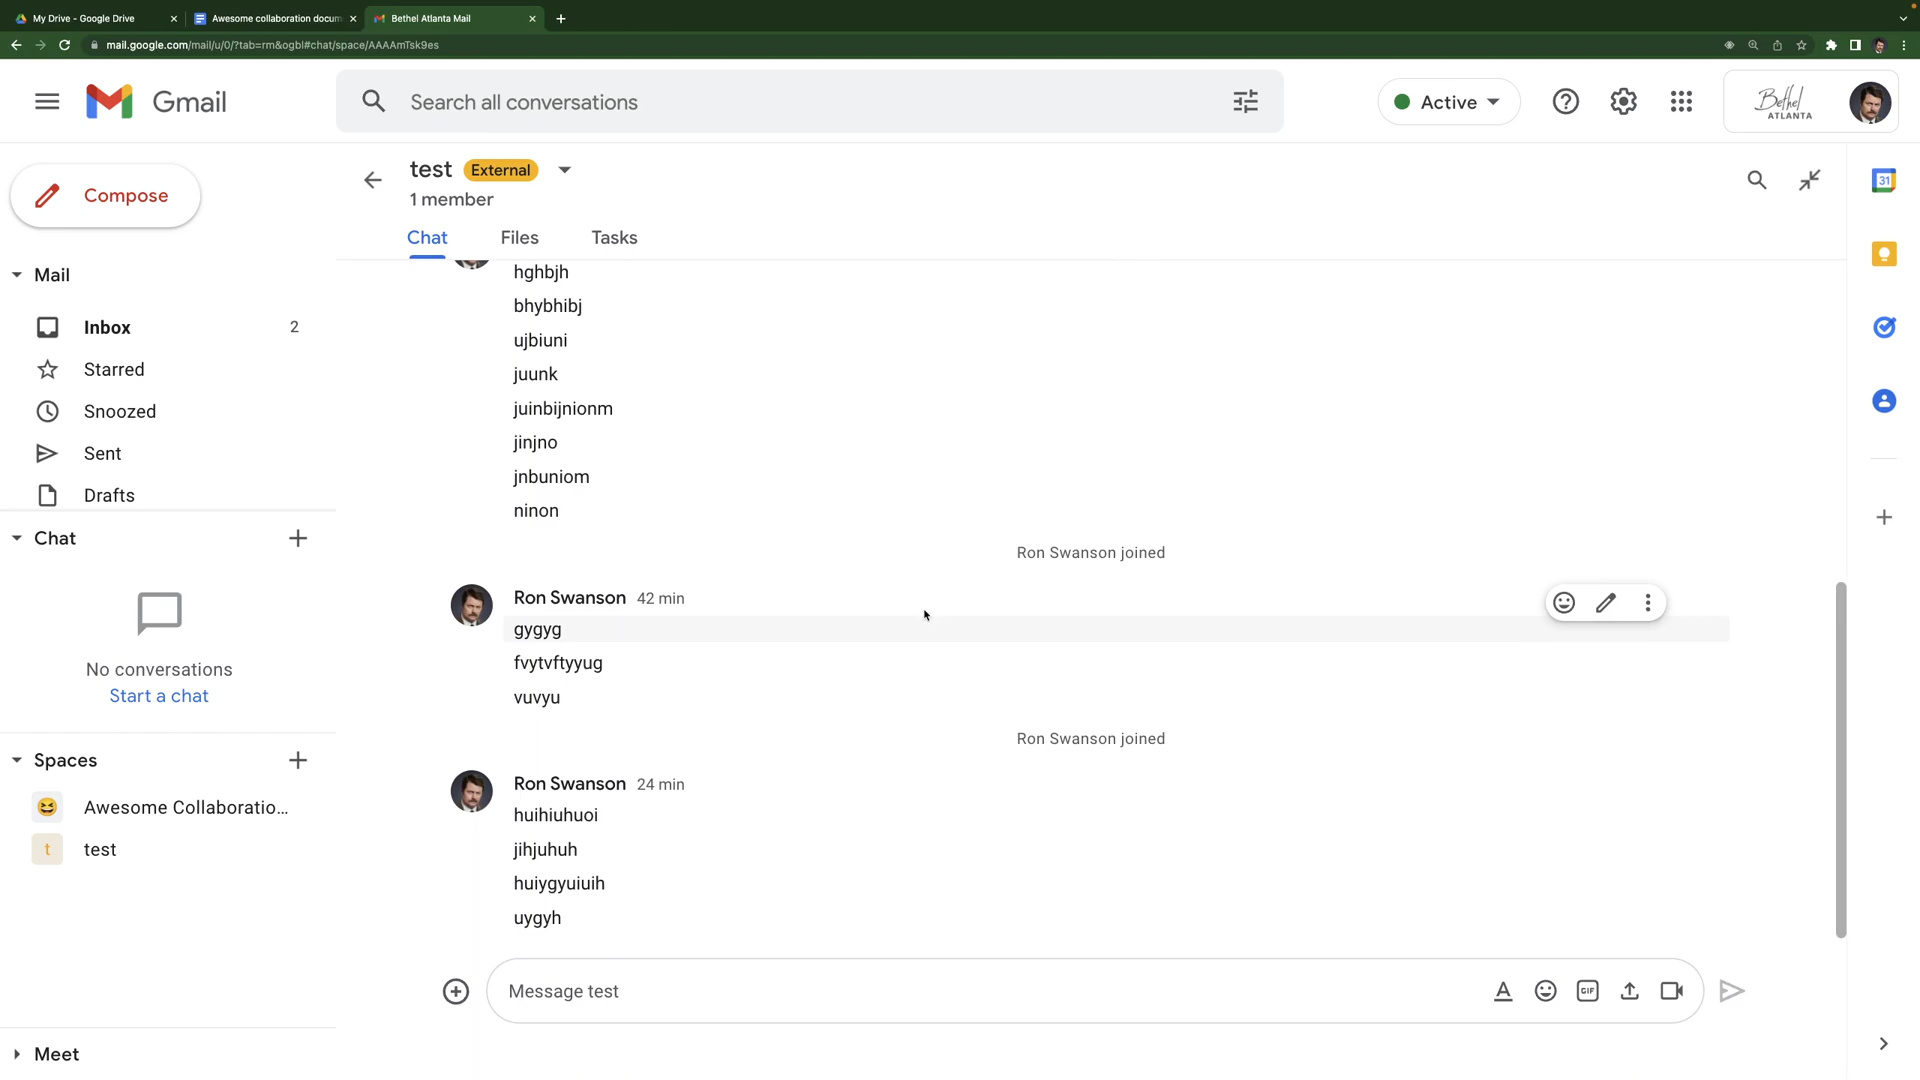 My Drive - Google Drive
Awesome collaboration docum
Bethel Atlanta Mail
mail.google.com/mail/u/0/?tab=rm&ogbl#chat/space/AAAAmTsk9es
Gmail
Search all conversations
Active
Bethel
ATLANTA
Compose
test External
1 member
31
Chat Files Tasks
Mail
Inbox 2
Starred
Snoozed
Sent
Drafts
Chat
No conversations
Start a chat
Spaces
Awesome Collaboratio...
t test
Meet
hghbjh
bhybhibj
ujbiuni
juunk
juinbijnionm
jinjno
jnbuniom
ninon
Ron Swanson joined
Ron Swanson 42 min
gygyg
fvytvftyyug
vuvyu
Ron Swanson joined
Ron Swanson 24 min
huihiuhuoi
jihjuhuh
huiygyuiuih
uygyh
Message test
A GIF